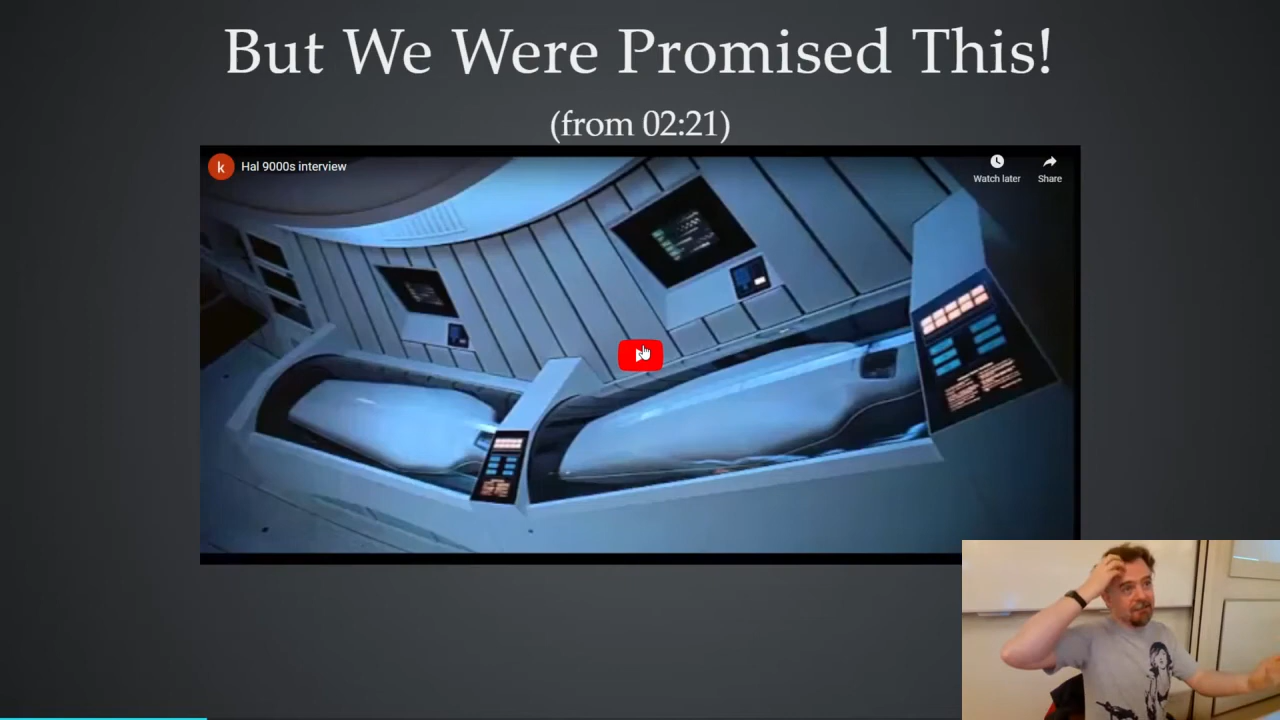 But We Were Promised This!
(from 02:21)
k
Hal 9000s interview
Watch later
Share